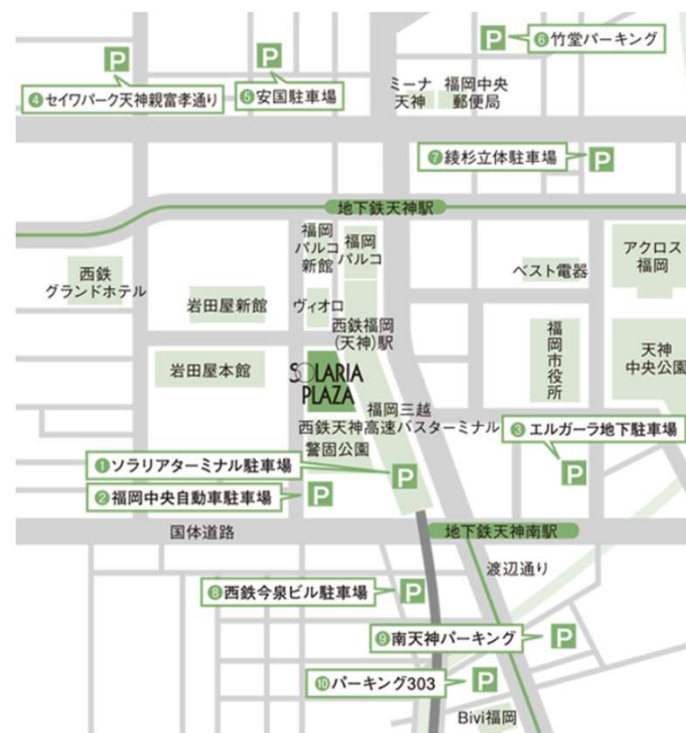 P
P
P
❻竹堂パーキング
❹セイワパーク天神親富孝通り
❺安国駐車場
ミーナ
天神
福岡中央
郵便局
❼綾杉立体駐車場
P
地下鉄天神駅
福岡
パルコ
新館
福岡
パルコ
アクロス
福岡
西鉄
グランドホテル
ベスト電器
岩田屋新館
ヴィオロ
西鉄福岡
(天神)駅
福岡市役所
天神
中央公園
岩田屋本館
SOLARIA
PLAZA
福岡三越
西鉄天神高速バスターミナル
❸エルガーラ地下駐車場
警固公園
❶ソラリアターミナル駐車場
P
P
❷福岡中央自動車駐車場
P
国体道路
地下鉄天神南駅
渡辺通り
❽西鉄今泉ビル駐車場
P
❾南天神パーキング
P
❿パーキング303
P
Bivi福岡